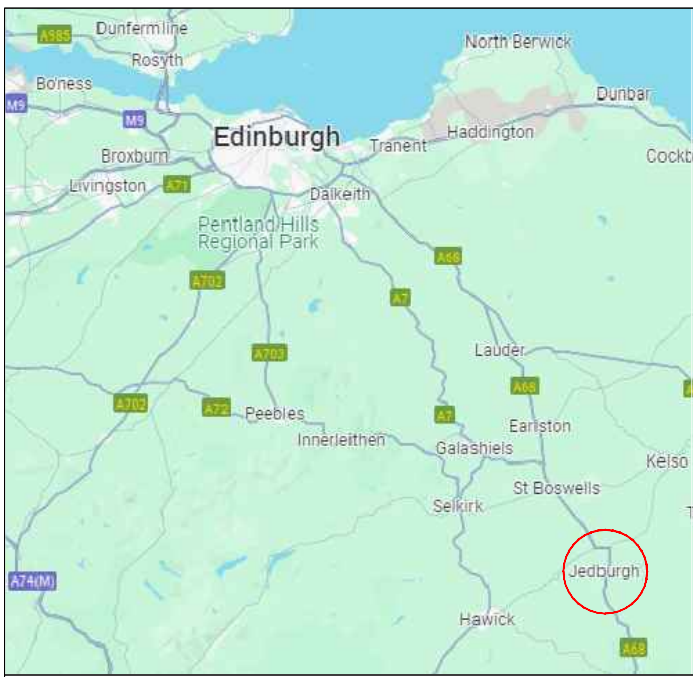 Dunfermline
A985
Rosyth
North Berwick
Bo'ness
Dunbar
M9
M9
Edinburgh
Haddington
Tranent
Broxburn
Cockb
Livingston
A71
Dalkeith
Pentland Hills
Regional Park
A68
A702
A7
Lauder
A703
A68
A702
A72
Peebles
A7
Earlston
Innerleithen
Galashiels
Kelso
St Boswells
Selkirk
Jedburgh
A74(M)
Hawick
A68